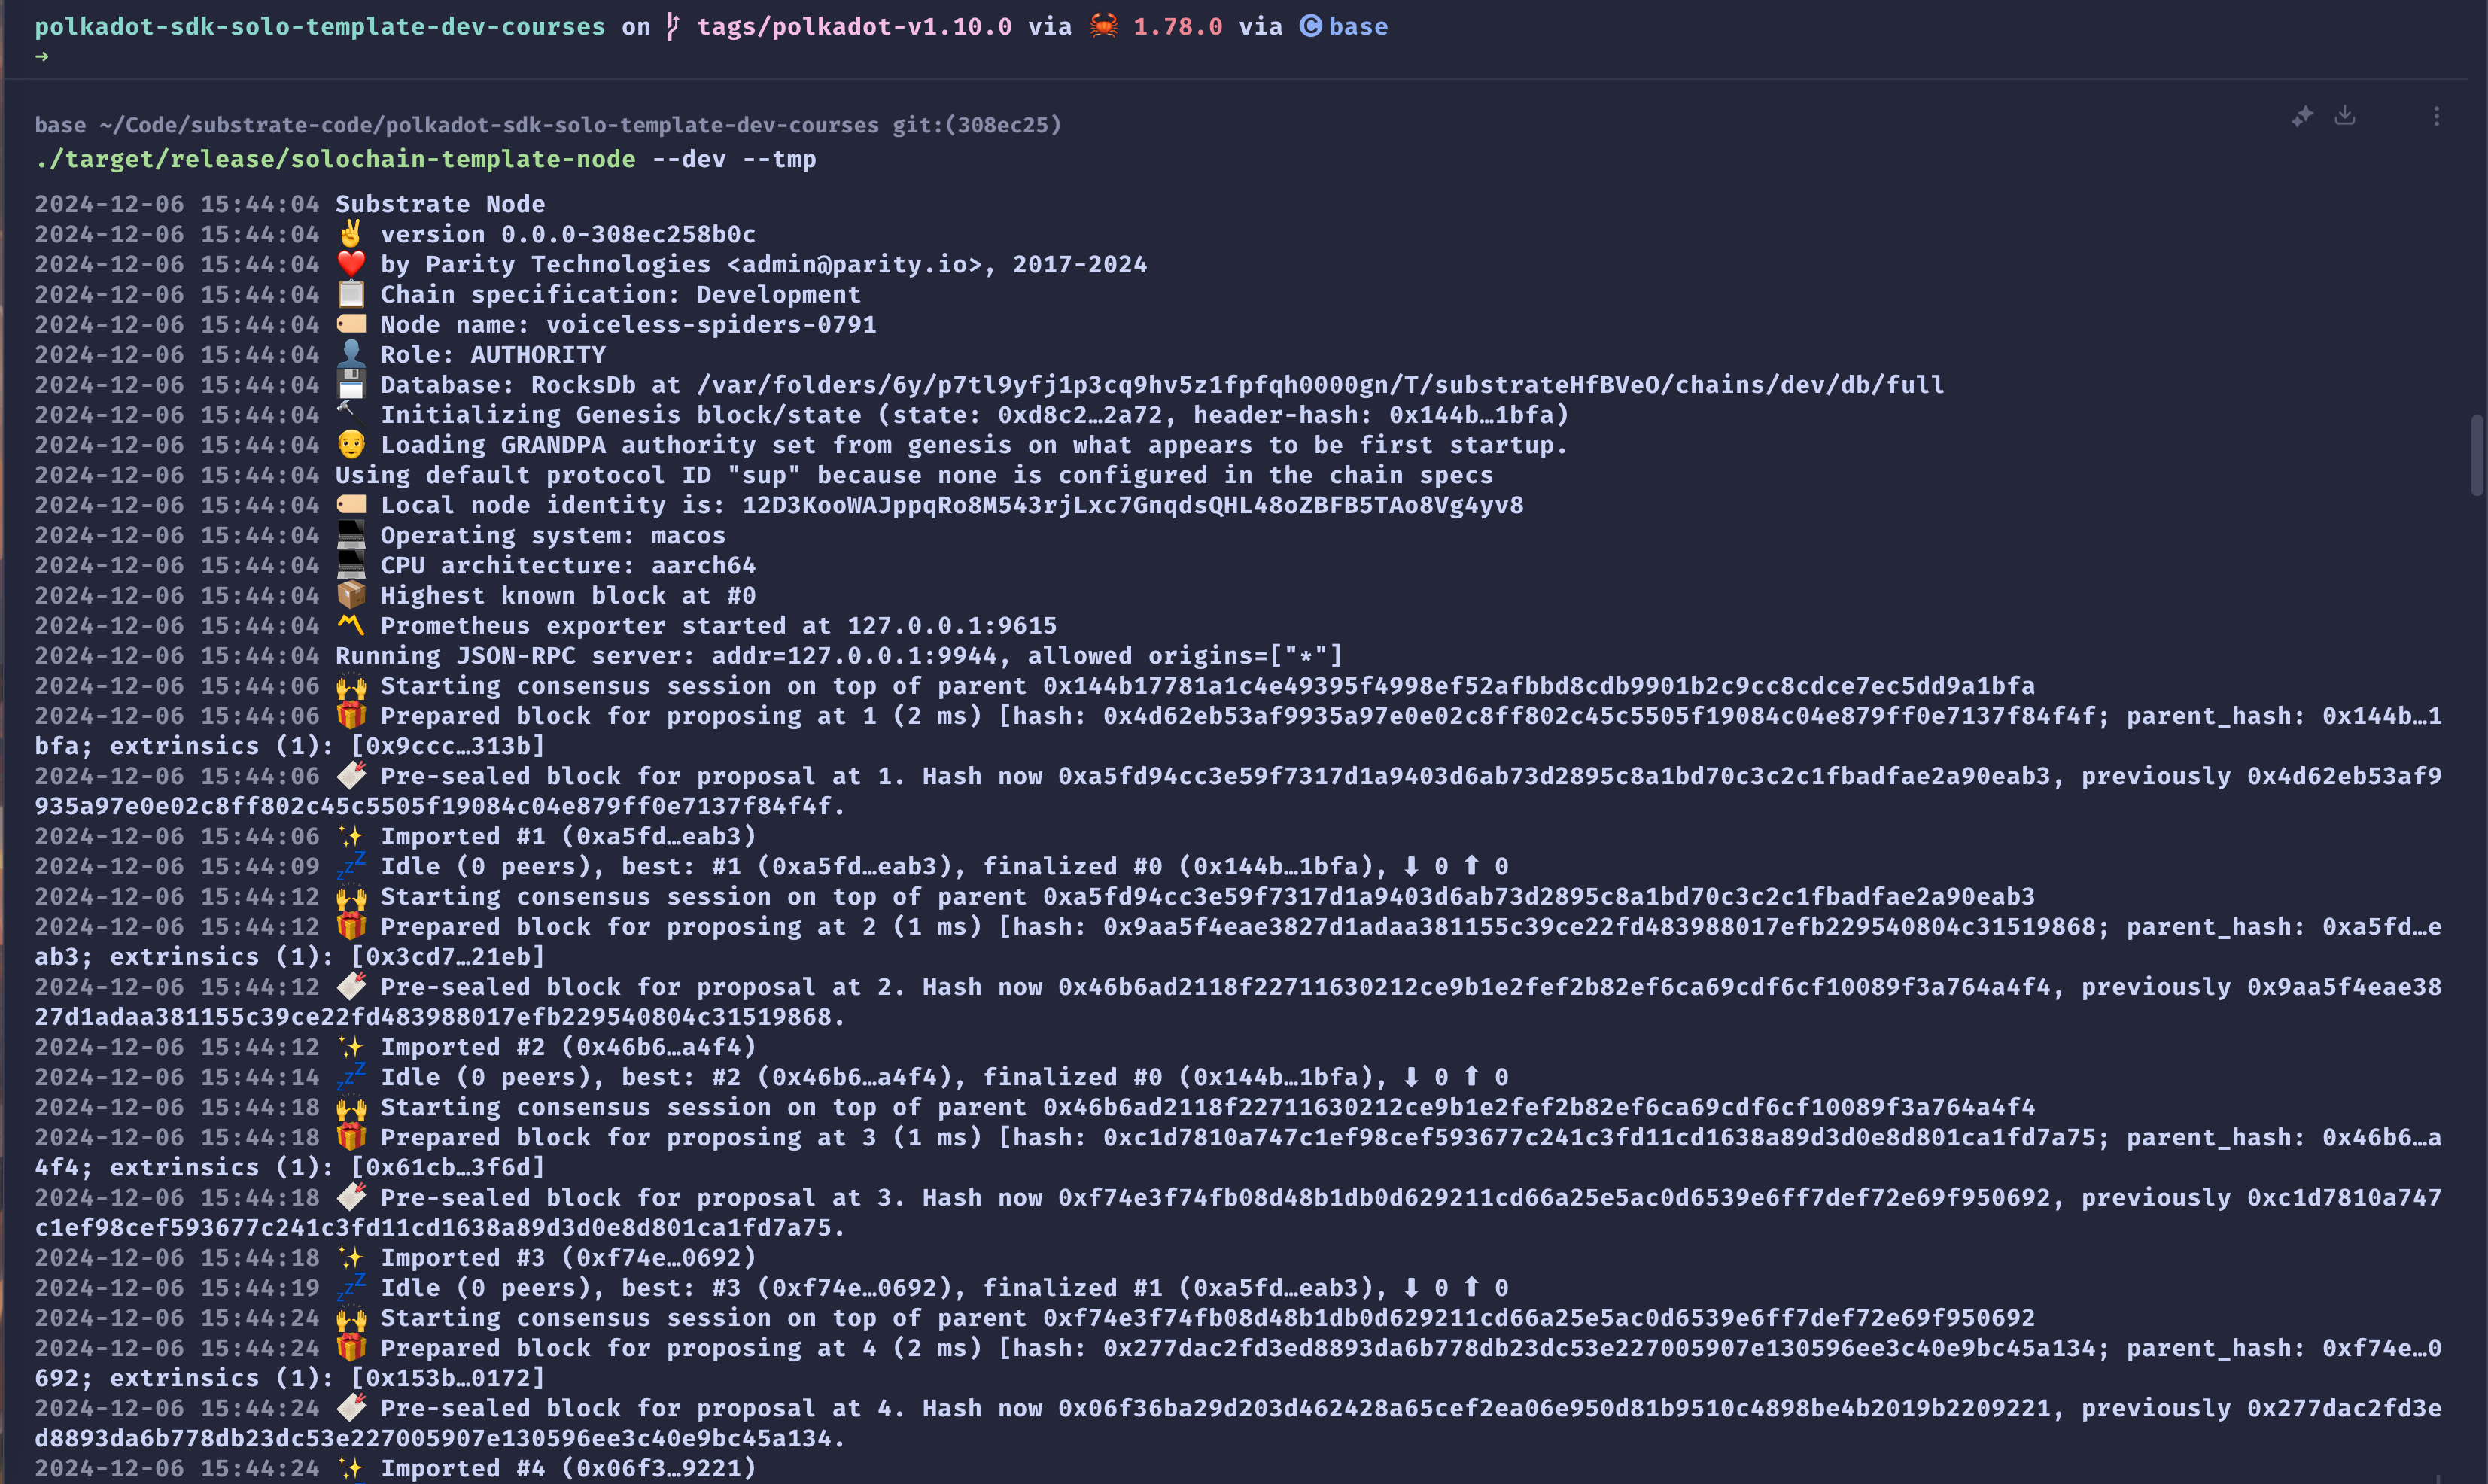 polkadot-sdk-solo-template-dev-courses on tags/polkadot-v1.10.0 via 🦀 1.78.0 via Ⓒ base
→
base ~/Code/substrate-code/polkadot-sdk-solo-template-dev-courses git:(308ec25)
./target/release/solochain-template-node --dev --tmp
2024-12-06 15:44:04 Substrate Node
2024-12-06 15:44:04 ✌️ version 0.0.0-308ec258b0c
2024-12-06 15:44:04 ❤️ by Parity Technologies <admin@parity.io>, 2017-2024
2024-12-06 15:44:04 📋 Chain specification: Development
2024-12-06 15:44:04 🏷 Node name: voiceless-spiders-0791
2024-12-06 15:44:04 👤 Role: AUTHORITY
2024-12-06 15:44:04 💾 Database: RocksDb at /var/folders/6y/p7tl9yfj1p3cq9hv5z1fpfqh0000gn/T/substrateHfBVeO/chains/dev/db/full
2024-12-06 15:44:04 🔨 Initializing Genesis block/state (state: 0xd8c2…2a72, header-hash: 0x144b…1bfa)
2024-12-06 15:44:04 👴 Loading GRANDPA authority set from genesis on what appears to be first startup.
2024-12-06 15:44:04 Using default protocol ID "sup" because none is configured in the chain specs
2024-12-06 15:44:04 🏷 Local node identity is: 12D3KooWAJppqRo8M543rjLxc7GnqdsQHL48oZBFB5TAo8Vg4yv8
2024-12-06 15:44:04 💻 Operating system: macos
2024-12-06 15:44:04 💻 CPU architecture: aarch64
2024-12-06 15:44:04 📦 Highest known block at #0
2024-12-06 15:44:04 〽️ Prometheus exporter started at 127.0.0.1:9615
2024-12-06 15:44:04 Running JSON-RPC server: addr=127.0.0.1:9944, allowed origins=["*"]
2024-12-06 15:44:06 🙌 Starting consensus session on top of parent 0x144b17781a1c4e49395f4998ef52afbbd8cdb9901b2c9cc8cdce7ec5dd9a1bfa
2024-12-06 15:44:06 🎁 Prepared block for proposing at 1 (2 ms) [hash: 0x4d62eb53af9935a97e0e02c8ff802c45c5505f19084c04e879ff0e7137f84f4f; parent_hash: 0x144b…1
bfa; extrinsics (1): [0x9ccc…313b]
2024-12-06 15:44:06 🔖 Pre-sealed block for proposal at 1. Hash now 0xa5fd94cc3e59f7317d1a9403d6ab73d2895c8a1bd70c3c2c1fbadfae2a90eab3, previously 0x4d62eb53af9
935a97e0e02c8ff802c45c5505f19084c04e879ff0e7137f84f4f.
2024-12-06 15:44:06 ✨ Imported #1 (0xa5fd…eab3)
2024-12-06 15:44:09 💤 Idle (0 peers), best: #1 (0xa5fd…eab3), finalized #0 (0x144b…1bfa), ⬇ 0 ⬆ 0
2024-12-06 15:44:12 🙌 Starting consensus session on top of parent 0xa5fd94cc3e59f7317d1a9403d6ab73d2895c8a1bd70c3c2c1fbadfae2a90eab3
2024-12-06 15:44:12 🎁 Prepared block for proposing at 2 (1 ms) [hash: 0x9aa5f4eae3827d1adaa381155c39ce22fd483988017efb229540804c31519868; parent_hash: 0xa5fd…e
ab3; extrinsics (1): [0x3cd7…21eb]
2024-12-06 15:44:12 🔖 Pre-sealed block for proposal at 2. Hash now 0x46b6ad2118f22711630212ce9b1e2fef2b82ef6ca69cdf6cf10089f3a764a4f4, previously 0x9aa5f4eae38
27d1adaa381155c39ce22fd483988017efb229540804c31519868.
2024-12-06 15:44:12 ✨ Imported #2 (0x46b6…a4f4)
2024-12-06 15:44:14 💤 Idle (0 peers), best: #2 (0x46b6…a4f4), finalized #0 (0x144b…1bfa), ⬇ 0 ⬆ 0
2024-12-06 15:44:18 🙌 Starting consensus session on top of parent 0x46b6ad2118f22711630212ce9b1e2fef2b82ef6ca69cdf6cf10089f3a764a4f4
2024-12-06 15:44:18 🎁 Prepared block for proposing at 3 (1 ms) [hash: 0xc1d7810a747c1ef98cef593677c241c3fd11cd1638a89d3d0e8d801ca1fd7a75; parent_hash: 0x46b6…a
4f4; extrinsics (1): [0x61cb…3f6d]
2024-12-06 15:44:18 🔖 Pre-sealed block for proposal at 3. Hash now 0xf74e3f74fb08d48b1db0d629211cd66a25e5ac0d6539e6ff7def72e69f950692, previously 0xc1d7810a747
c1ef98cef593677c241c3fd11cd1638a89d3d0e8d801ca1fd7a75.
2024-12-06 15:44:18 ✨ Imported #3 (0xf74e…0692)
2024-12-06 15:44:19 💤 Idle (0 peers), best: #3 (0xf74e…0692), finalized #1 (0xa5fd…eab3), ⬇ 0 ⬆ 0
2024-12-06 15:44:24 🙌 Starting consensus session on top of parent 0xf74e3f74fb08d48b1db0d629211cd66a25e5ac0d6539e6ff7def72e69f950692
2024-12-06 15:44:24 🎁 Prepared block for proposing at 4 (2 ms) [hash: 0x277dac2fd3ed8893da6b778db23dc53e227005907e130596ee3c40e9bc45a134; parent_hash: 0xf74e…0
692; extrinsics (1): [0x153b…0172]
2024-12-06 15:44:24 🔖 Pre-sealed block for proposal at 4. Hash now 0x06f36ba29d203d462428a65cef2ea06e950d81b9510c4898be4b2019b2209221, previously 0x277dac2fd3e
d8893da6b778db23dc53e227005907e130596ee3c40e9bc45a134.
2024-12-06 15:44:24 ✨ Imported #4 (0x06f3…9221)